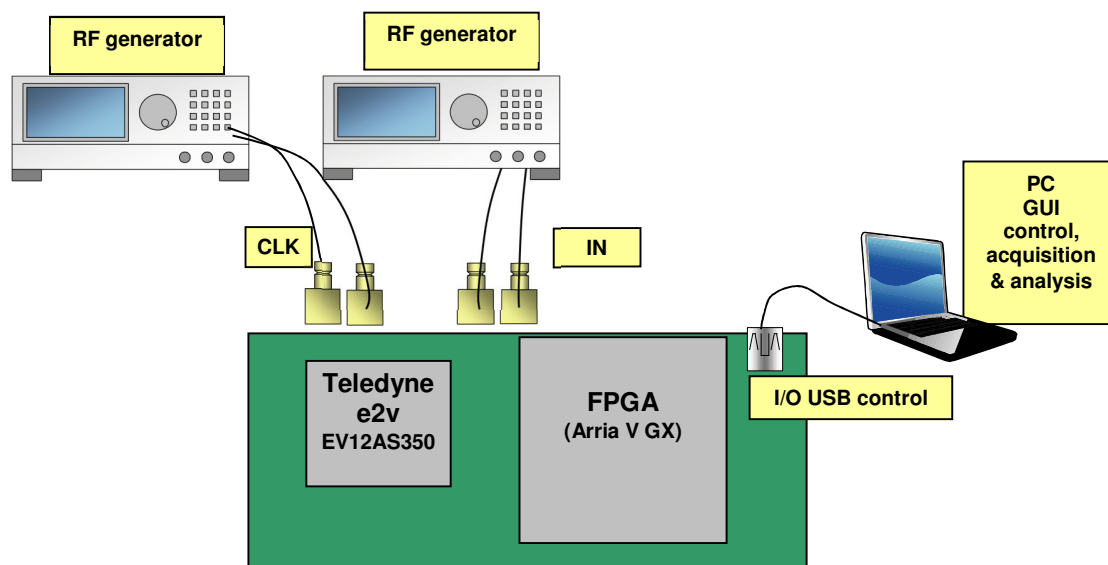 RF generator
RF generator
CLK
IN
PC
GUI
control,
acquisition
& analysis
Teledyne
e2v
EV12AS350
FPGA
(Arria V GX)
I/O USB control